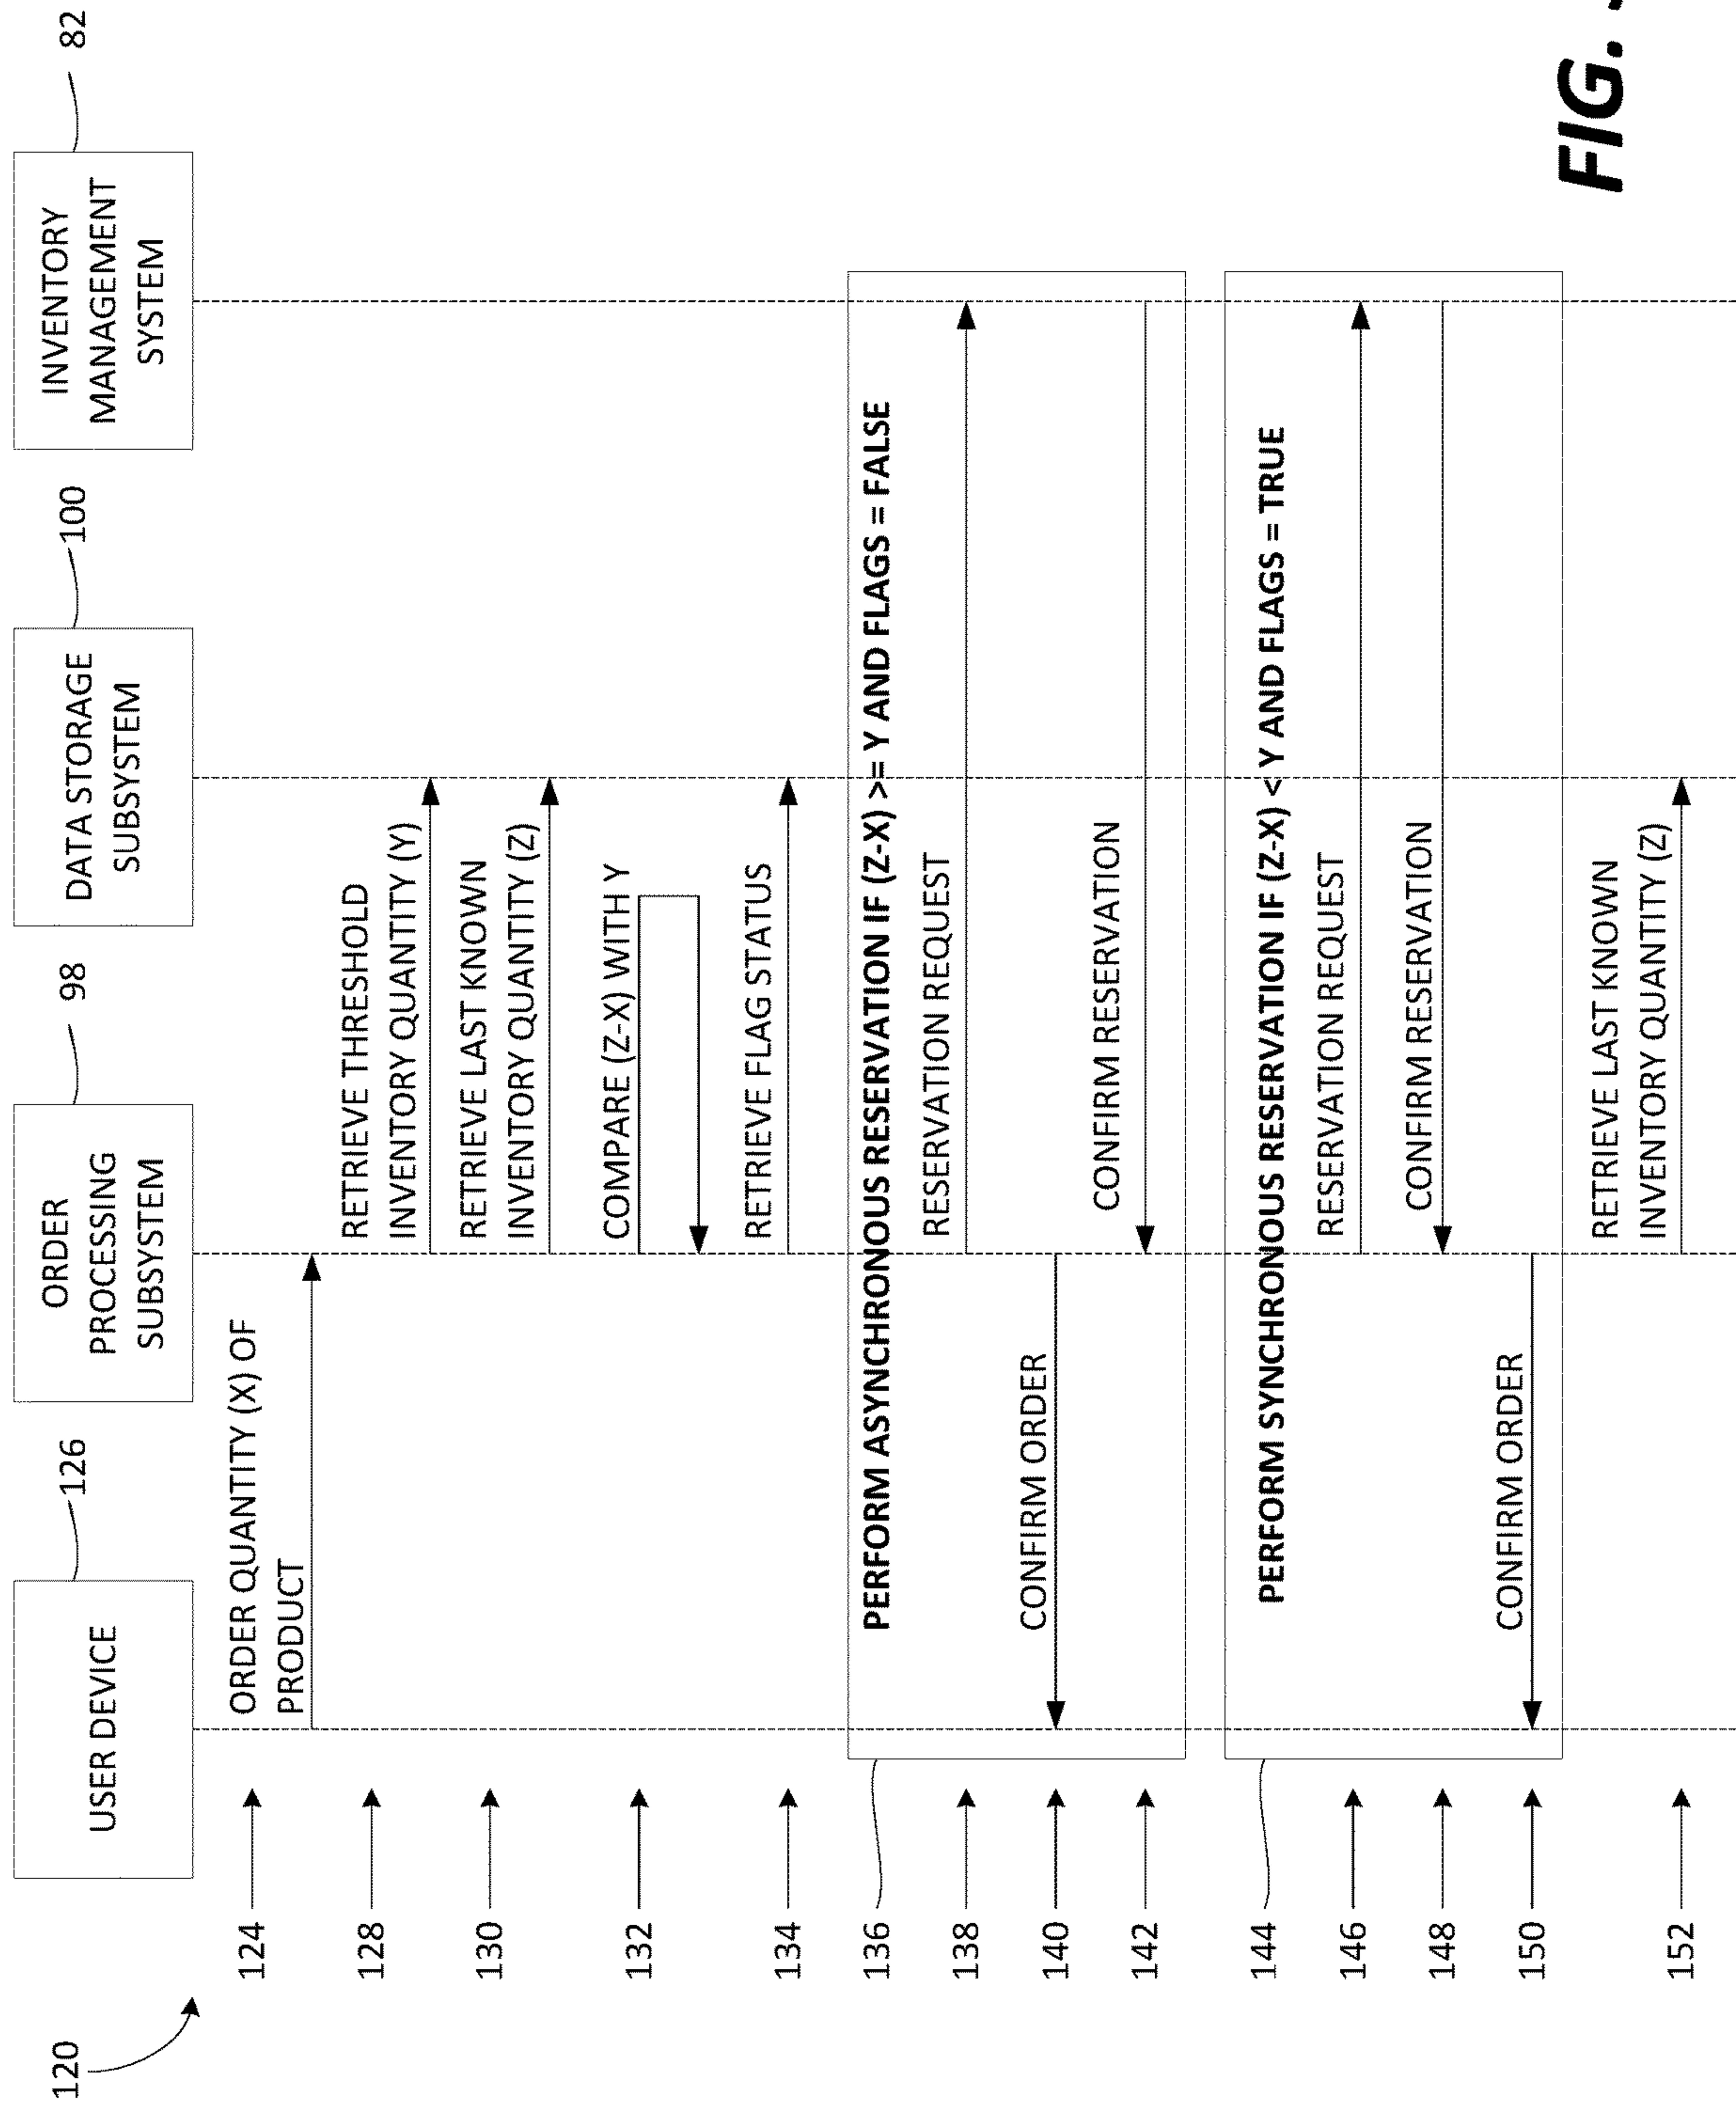 120
USER DEVICE
126
ORDER
PROCESSING
SUBSYSTEM
98
DATA STORAGE
SUBSYSTEM
100
INVENTORY
MANAGEMENT
SYSTEM
82
124
ORDER QUANTITY (X) OF
PRODUCT
128
RETRIEVE THRESHOLD
INVENTORY QUANTITY (Y)
130
RETRIEVE LAST KNOWN
INVENTORY QUANTITY (Z)
132
COMPARE (Z-X) WITH Y
134
RETRIEVE FLAG STATUS
136
PERFORM ASYNCHRONOUS RESERVATION IF (Z-X) >= Y AND FLAGS = FALSE
138
RESERVATION REQUEST
140
CONFIRM ORDER
142
CONFIRM RESERVATION
144
PERFORM SYNCHRONOUS RESERVATION IF (Z-X) < Y AND FLAGS = TRUE
146
RESERVATION REQUEST
148
CONFIRM RESERVATION
150
CONFIRM ORDER
152
RETRIEVE LAST KNOWN
INVENTORY QUANTITY (Z)
FIG.